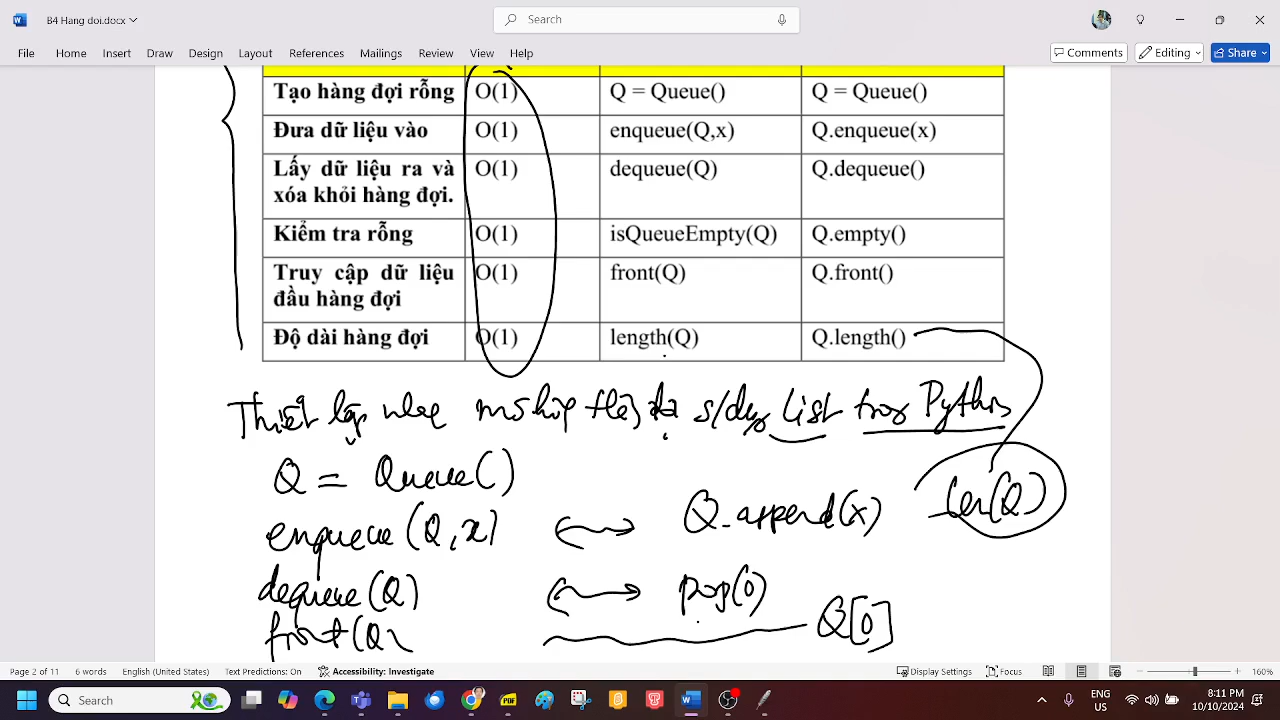 B4 Hang doi.docx
Search
File Home Insert Draw Design Layout References Mailings Review View Help
Comments Editing Share
Tạo hàng đợi rỗng O(1) Q = Queue() Q = Queue()
Đưa dữ liệu vào O(1) enqueue(Q,x) Q.enqueue(x)
Lấy dữ liệu ra và O(1) dequeue(Q) Q.dequeue()
xóa khỏi hàng đợi.
Kiểm tra rỗng O(1) isQueueEmpty(Q) Q.empty()
Truy cập dữ liệu O(1) front(Q) Q.front()
đầu hàng đợi
Độ dài hàng đợi O(1) length(Q) Q.length()
Thiết lập s/dụng List trong Python
Q = Queue()
len(Q)
enqueue(Q,x) ↔ Q.append(x)
dequeue(Q) ↔ pop(0)
front(Q) Q[0]
Page 2 of 11 6 words English (United States) Text Predictions: On Accessibility: Investigate Display Settings Focus 160%
Search PDF ENG 8:11 PM
US 10/10/2024